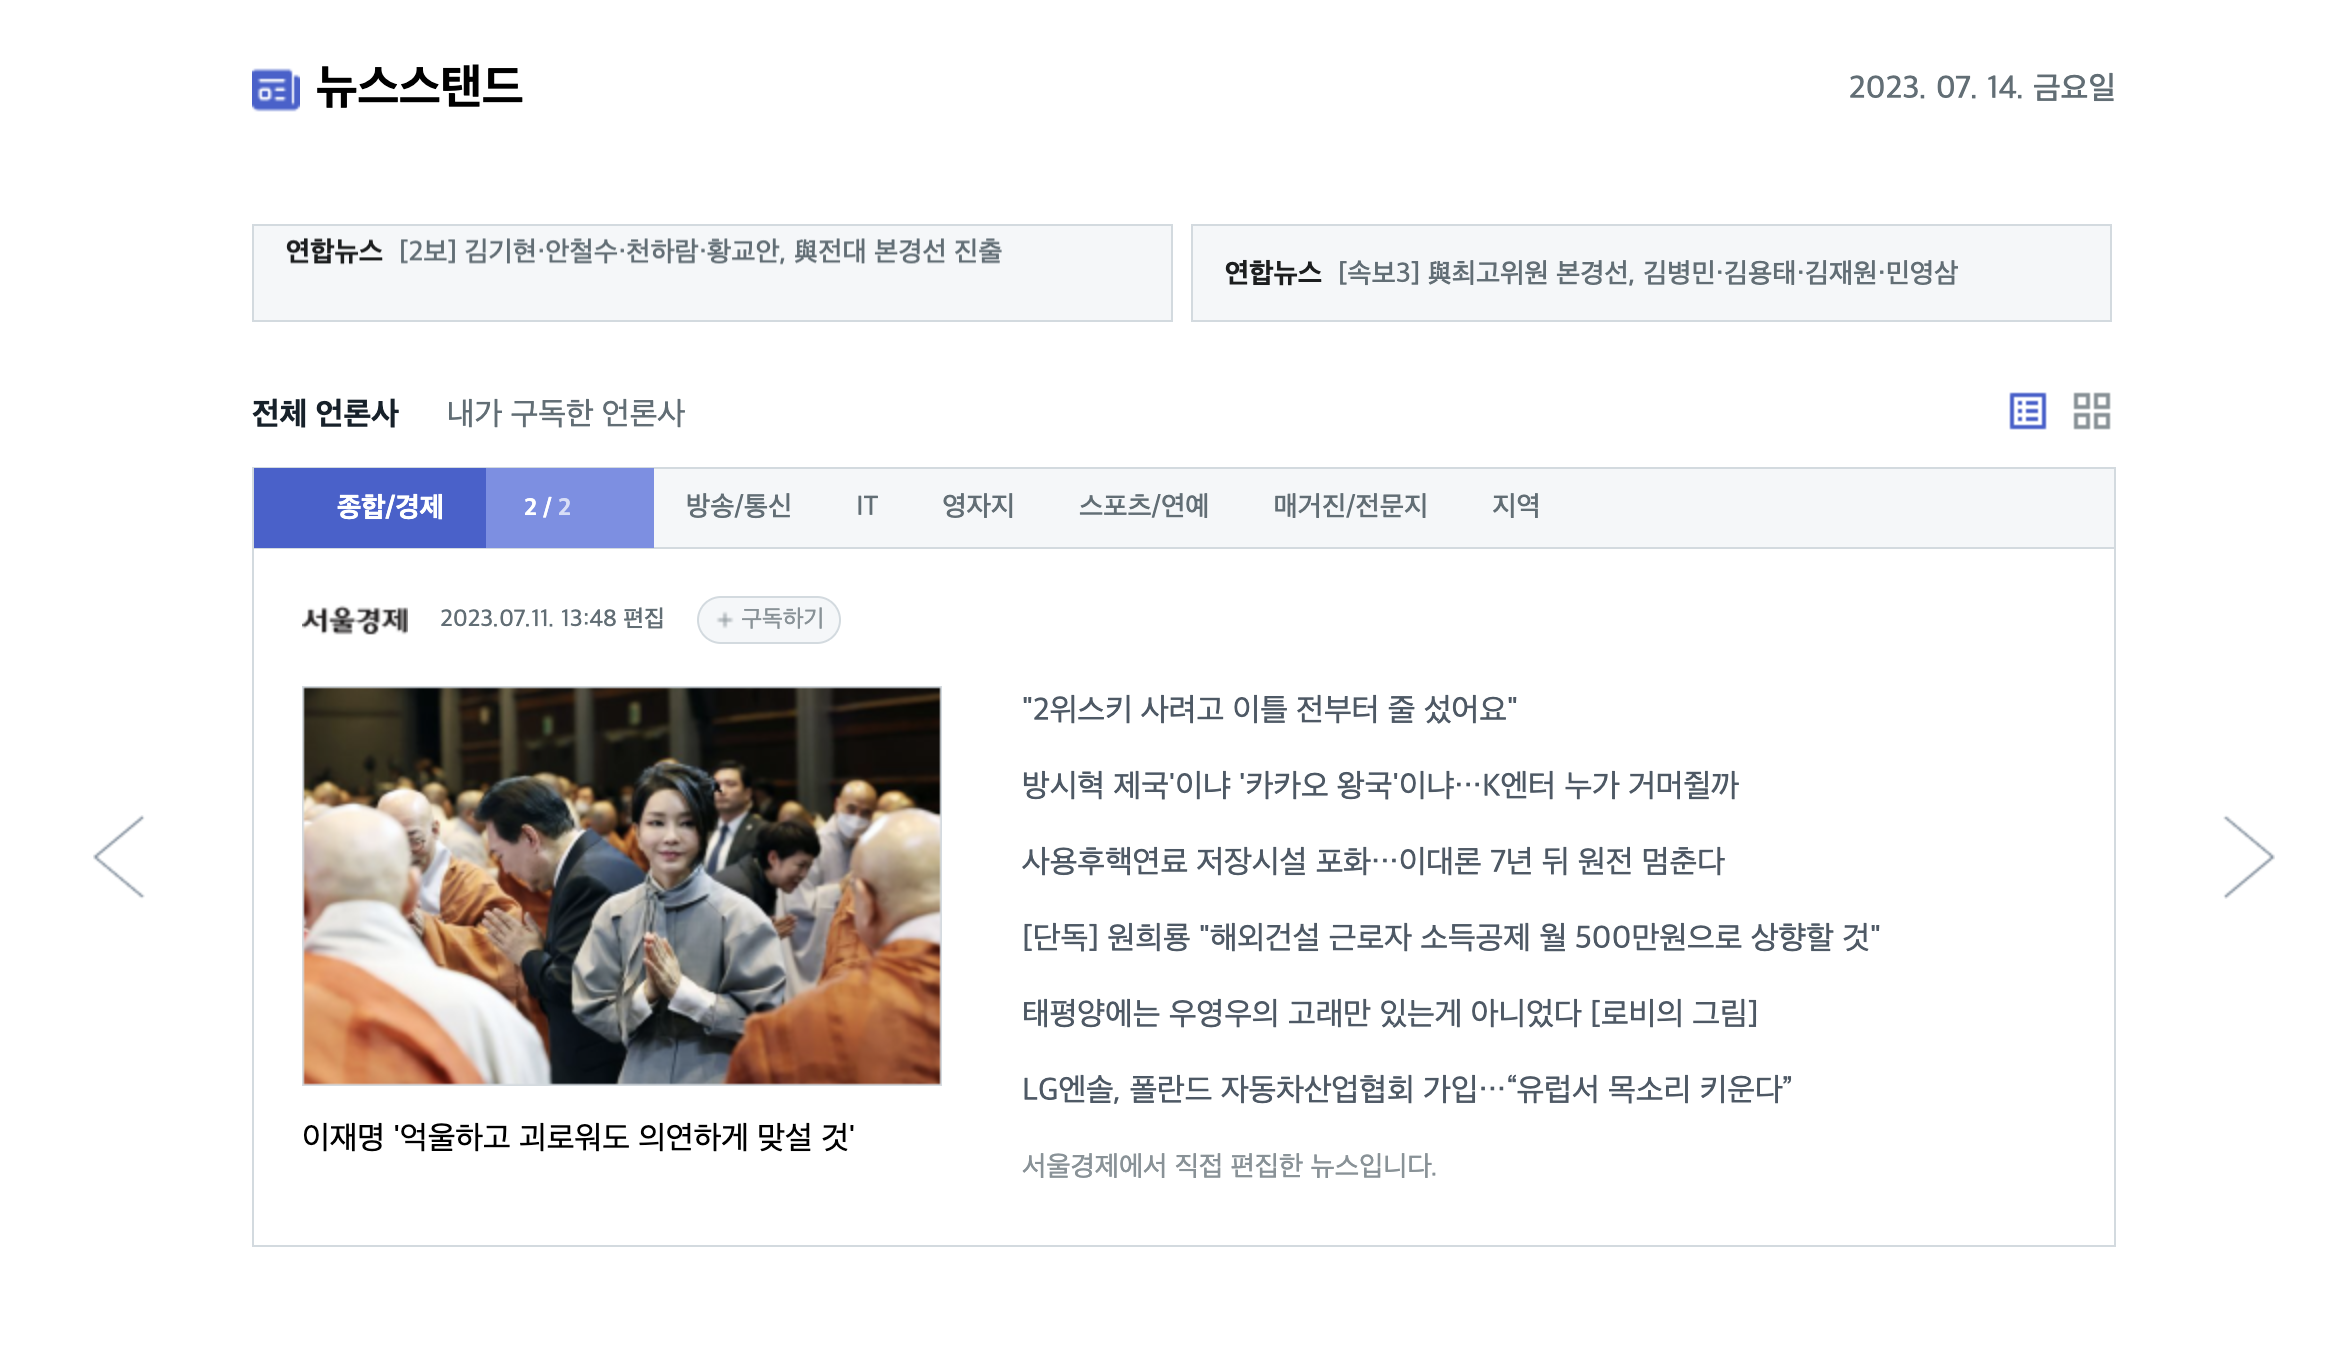 뉴스스탠드
2023. 07. 14. 금요일
연합뉴스 [2보] 김기현·안철수·천하람·황교안, 與전대 본경선 진출
연합뉴스 [속보3] 與최고위원 본경선, 김병민·김용태·김재원·민영삼
전체 언론사 내가 구독한 언론사
종합/경제 2 / 2 방송/통신 IT 영자지 스포츠/연예 매거진/전문지 지역
서울경제 2023.07.11. 13:48 편집 + 구독하기
이재명 '억울하고 괴로워도 의연하게 맞설 것'
"2위스키 사려고 이틀 전부터 줄 섰어요"
방시혁 제국'이냐 '카카오 왕국'이냐…K엔터 누가 거머쥘까
사용후핵연료 저장시설 포화…이대론 7년 뒤 원전 멈춘다
[단독] 원희룡 "해외건설 근로자 소득공제 월 500만원으로 상향할 것"
태평양에는 우영우의 고래만 있는게 아니었다 [로비의 그림]
LG엔솔, 폴란드 자동차산업협회 가입…“유럽서 목소리 키운다”
서울경제에서 직접 편집한 뉴스입니다.